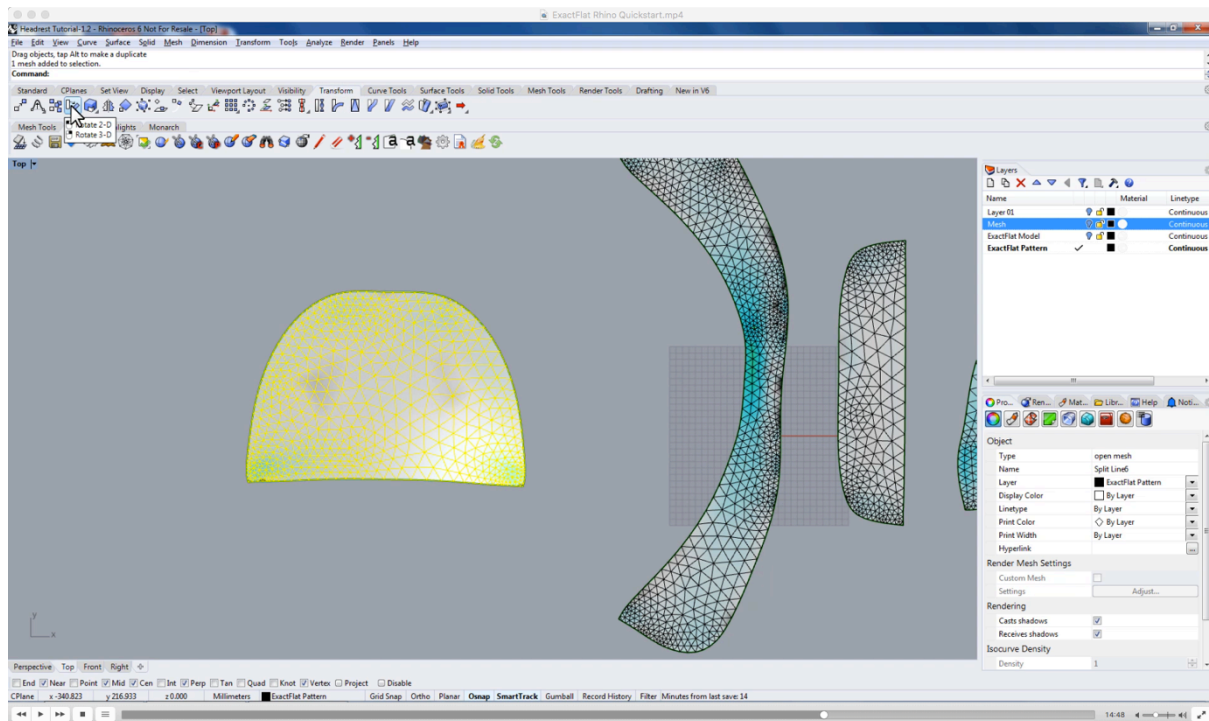 ExactFlat Rhino Quickstart.mp4
Headrest Tutorial-1.2 - Rhinoceros 6 Not For Resale - [Top]
File Edit View Curve Surface Solid Mesh Dimension Transform Tools Analyze Render Panels Help
Drag objects, tap Alt to make a duplicate
1 mesh added to selection.
Command:
Standard CPlanes Set View Display Select Viewport Layout Visibility Transform Curve Tools Surface Tools Solid Tools Mesh Tools Render Tools Drafting New in V6
Rotate 2-D
Mesh Tools lights Monarch
Rotate 3-D
Top
Layers
Name Material Linetype
Layer 01 Continuous
Mesh Continuous
ExactFlat Model Continuous
ExactFlat Pattern Continuous
Pro... Ren... Mat... Libr... Help Noti...
Object
Type open mesh
Name Split Line6
Layer ExactFlat Pattern
Display Color By Layer
Linetype By Layer
Print Color By Layer
Print Width By Layer
Hyperlink ...
Render Mesh Settings
Custom Mesh
Settings Adjust...
Rendering
Casts shadows
Receives shadows
Isocurve Density
Density 1
y
x
Perspective Top Front Right
End Near Point Mid Cen Int Perp Tan Quad Knot Vertex Project Disable
CPlane x -340.823 y 216.933 z 0.000 Millimeters ExactFlat Pattern Grid Snap Ortho Planar Osnap SmartTrack Gumball Record History Filter Minutes from last save: 14
14:48